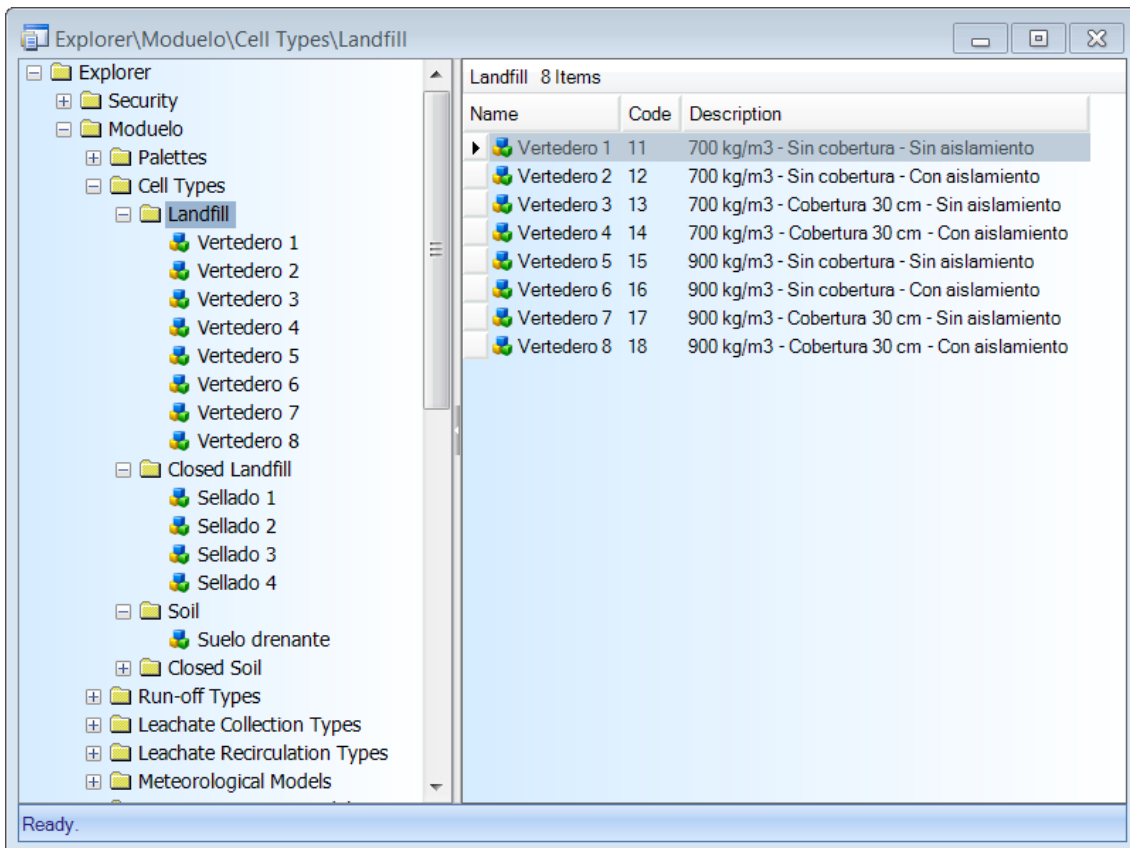 Explorer\Moduelo\Cell Types\Landfill
Explorer
Security
Moduelo
Palettes
Cell Types
Landfill
Vertedero 1
Vertedero 2
Vertedero 3
Vertedero 4
Vertedero 5
Vertedero 6
Vertedero 7
Vertedero 8
Closed Landfill
Sellado 1
Sellado 2
Sellado 3
Sellado 4
Soil
Suelo drenante
Closed Soil
Run-off Types
Leachate Collection Types
Leachate Recirculation Types
Meteorological Models
Landfill 8 Items
Name Code Description
Vertedero 1 11 700 kg/m3 - Sin cobertura - Sin aislamiento
Vertedero 2 12 700 kg/m3 - Sin cobertura - Con aislamiento
Vertedero 3 13 700 kg/m3 - Cobertura 30 cm - Sin aislamiento
Vertedero 4 14 700 kg/m3 - Cobertura 30 cm - Con aislamiento
Vertedero 5 15 900 kg/m3 - Sin cobertura - Sin aislamiento
Vertedero 6 16 900 kg/m3 - Sin cobertura - Con aislamiento
Vertedero 7 17 900 kg/m3 - Cobertura 30 cm - Sin aislamiento
Vertedero 8 18 900 kg/m3 - Cobertura 30 cm - Con aislamiento
Ready.